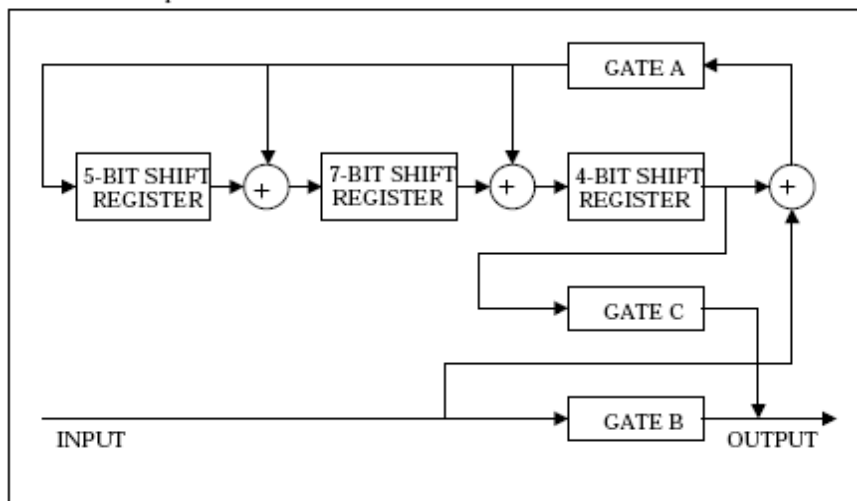 GATE A
5-BIT SHIFT
REGISTER
+
7-BIT SHIFT
REGISTER
+
4-BIT SHIFT
REGISTER
+
GATE C
GATE B
INPUT
OUTPUT